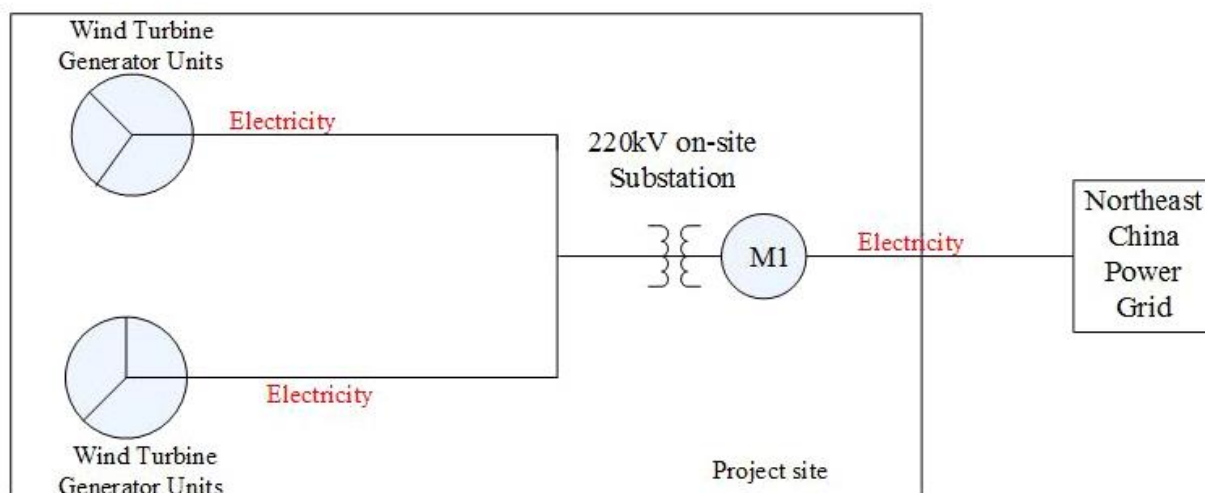 Wind Turbine
Generator Units
Electricity
220kV on-site
Substation
M1
Electricity
Northeast
China
Power
Grid
Electricity
Wind Turbine
Generator Units
Project site